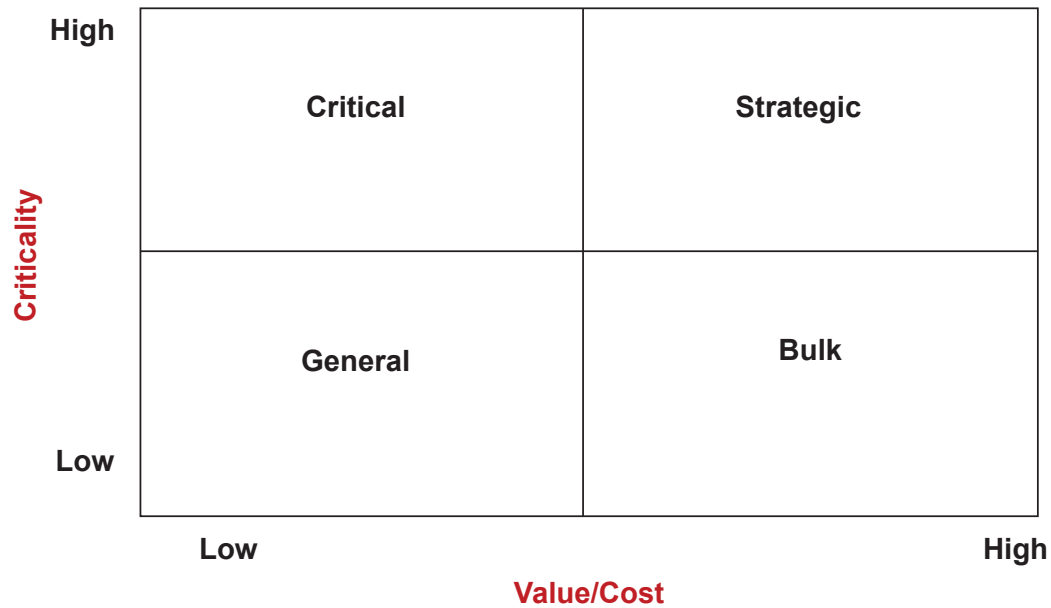 High
Critical
Strategic
Criticality
General
Bulk
Low
Low
High
Value/Cost